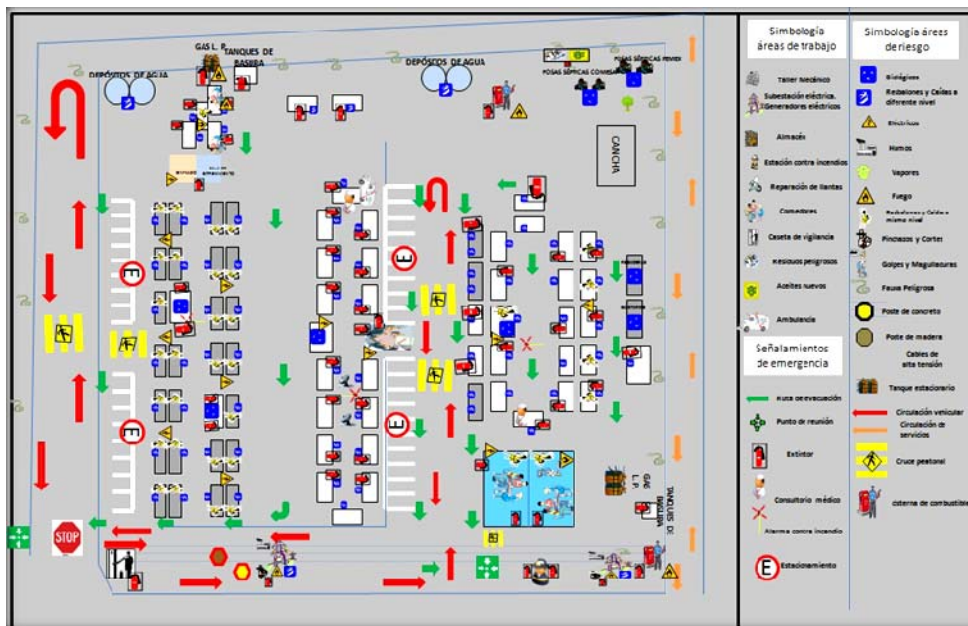 GAS L. P.
TANQUES DE
BASURA
DEPÓSITOS DE AGUA
DEPÓSITOS DE AGUA
CANCHA
E
E
E
E
STOP
GAS
L. P.
TANQUES DE
BASURA
Simbología
áreas de trabajo
Taller Mecánico
Subestación eléctrica.
Generadores eléctricos
Almacén
Estación contra incendios
Reparación de llantas
Comedores
Caseta de vigilancia
Residuos peligrosos
Aceites nuevos
Ambulancia
Señalamientos
de emergencia
Ruta de evacuación
Punto de reunión
Extintor
Consultorio médico
Alarma contra incendio
E
Estacionamiento
Simbología áreas
de riesgo
Biológicos
Resbalones y Caídas a
diferente nivel
Eléctricos
Humos
Vapores
Fuego
Resbalones y Caídas a
mismo nivel
Pinchazos y Cortes
Golpes y Magulladuras
Fauna Peligrosa
Poste de concreto
Poste de madera
Cables de
alta tensión
Tanque estacionario
Circulación vehicular
Circulación de
servicios
Cruce peatonal
cisterna de combustible